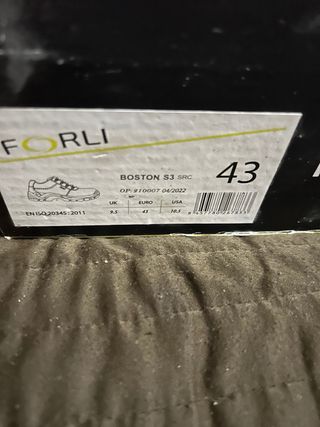 FORLI
BOSTON S3 SRC
43
OP: 810007 04/2022
UK EURO USA
9.5 43 10.5
EN ISO 20345:2011